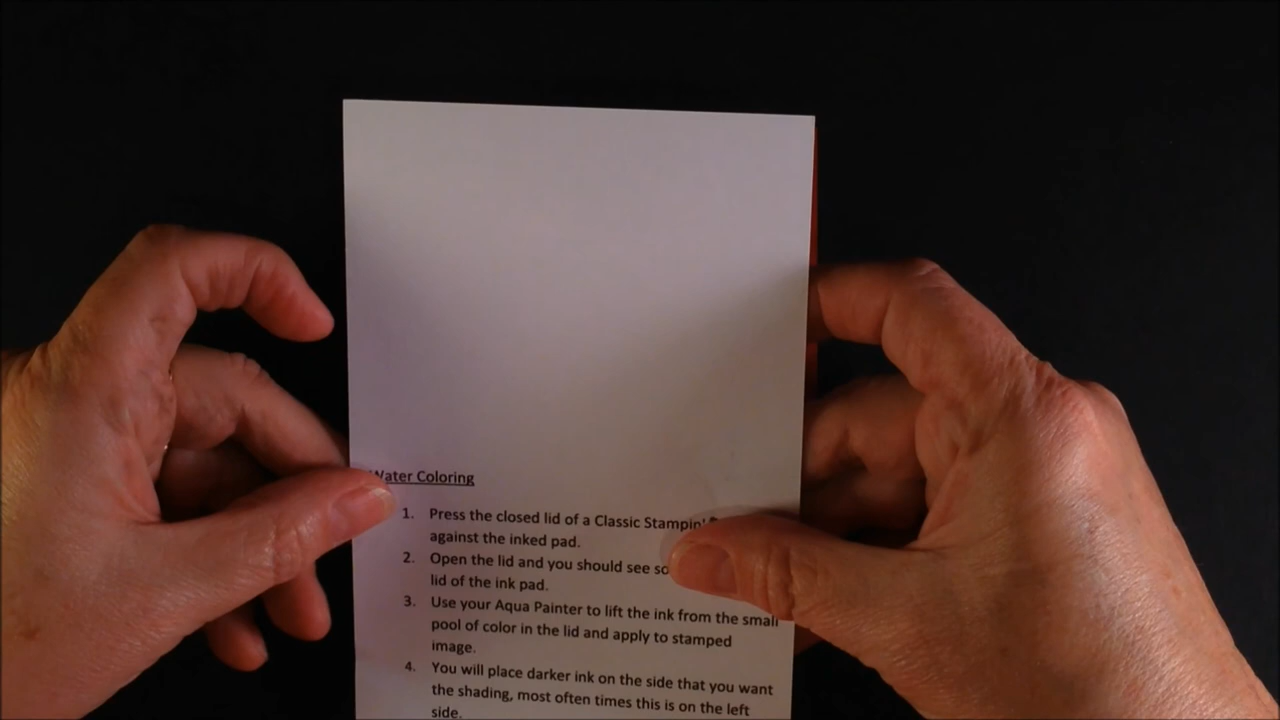 Water Coloring
1. Press the closed lid of a Classic Stampin'
against the inked pad.
2. Open the lid and you should see so
lid of the ink pad.
3. Use your Aqua Painter to lift the ink from the small
pool of color in the lid and apply to stamped
image.
4. You will place darker ink on the side that you want
the shading, most often times this is on the left
side.